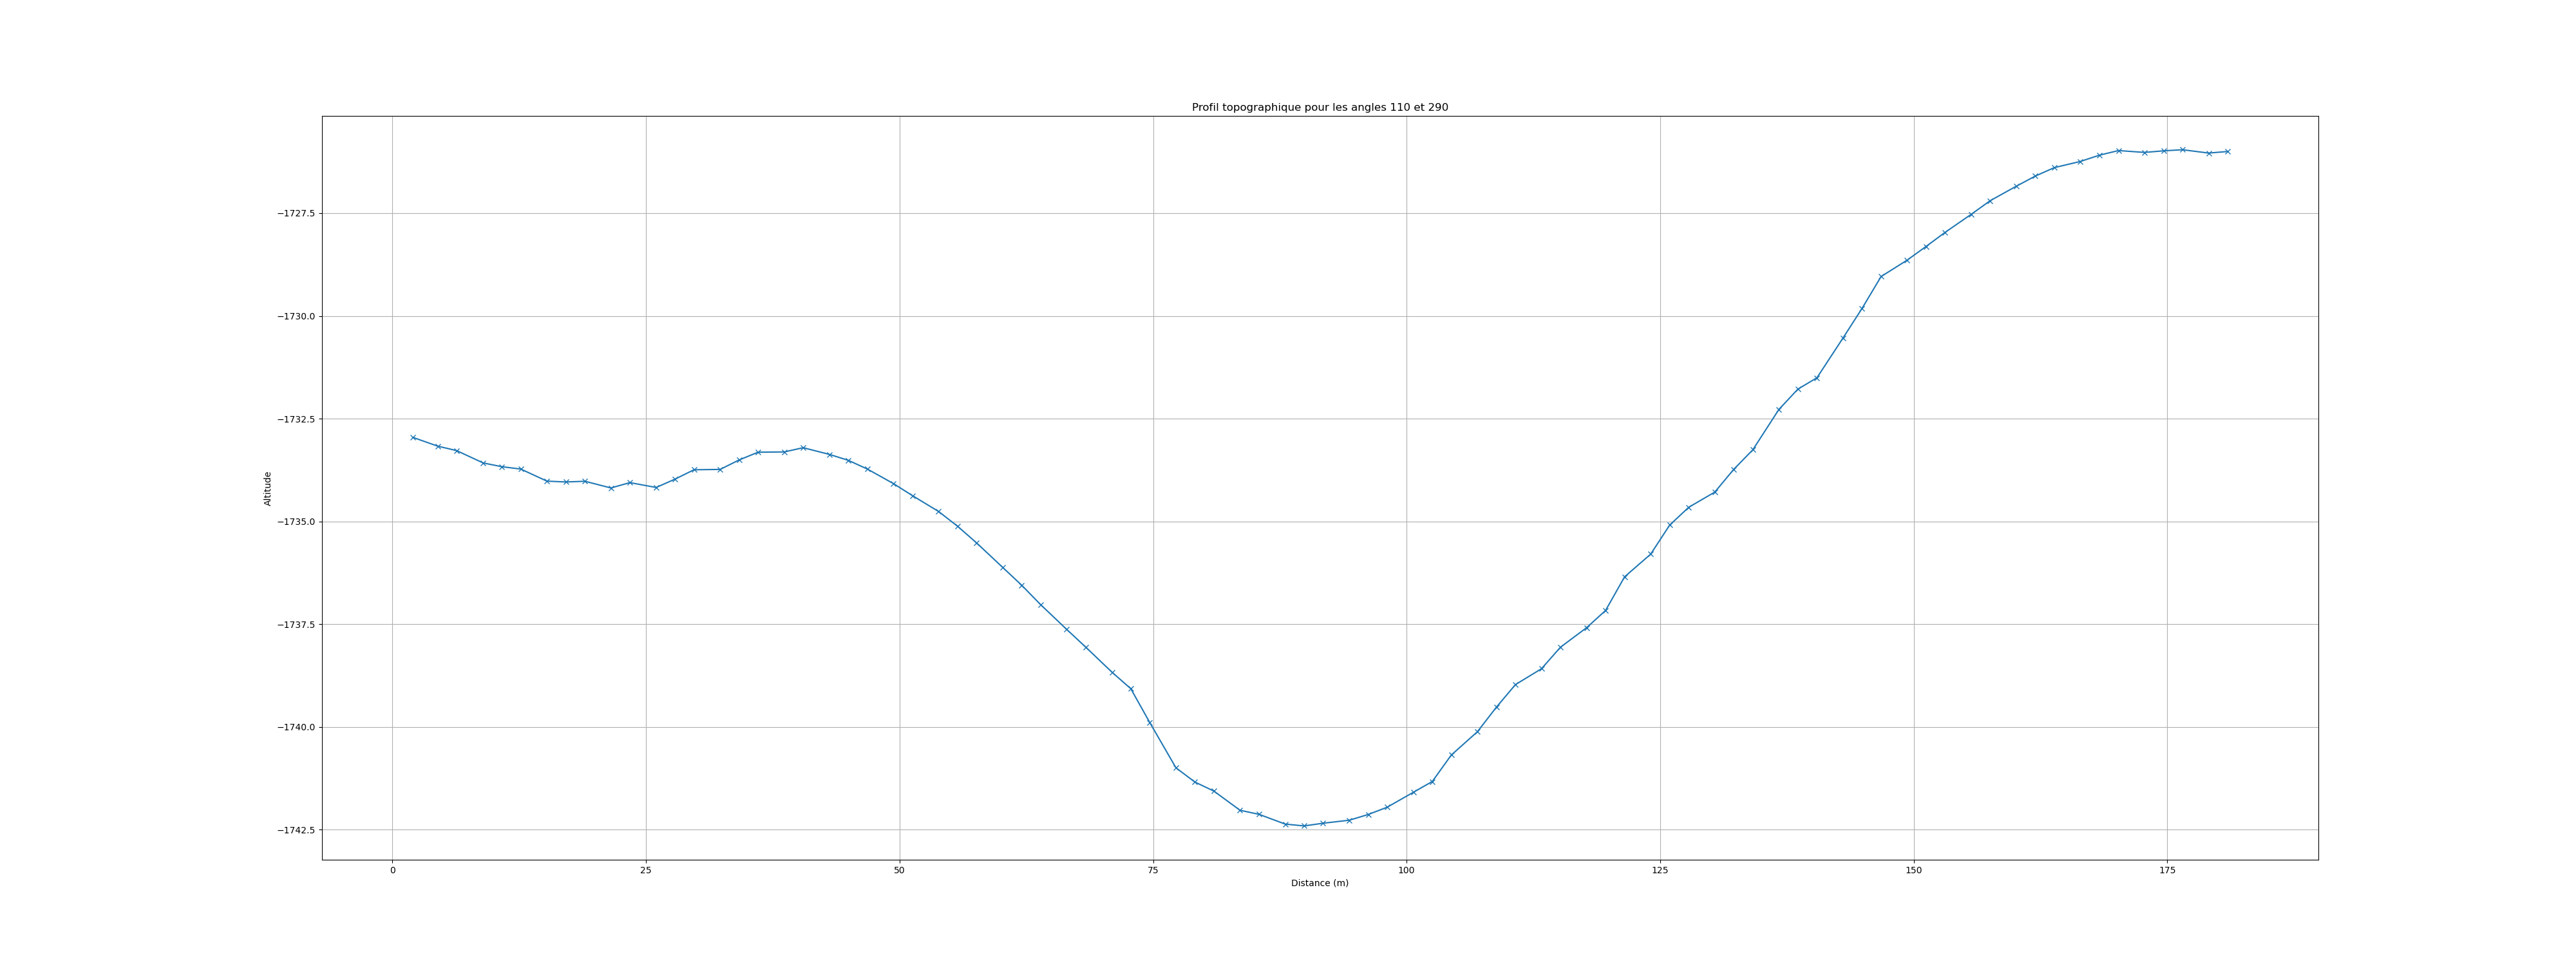 Profil topographique pour les angles 110 et 290
Altitude
−1727.5
−1730.0
−1732.5
−1735.0
−1737.5
−1740.0
−1742.5
0 25 50 75 100 125 150 175
Distance (m)